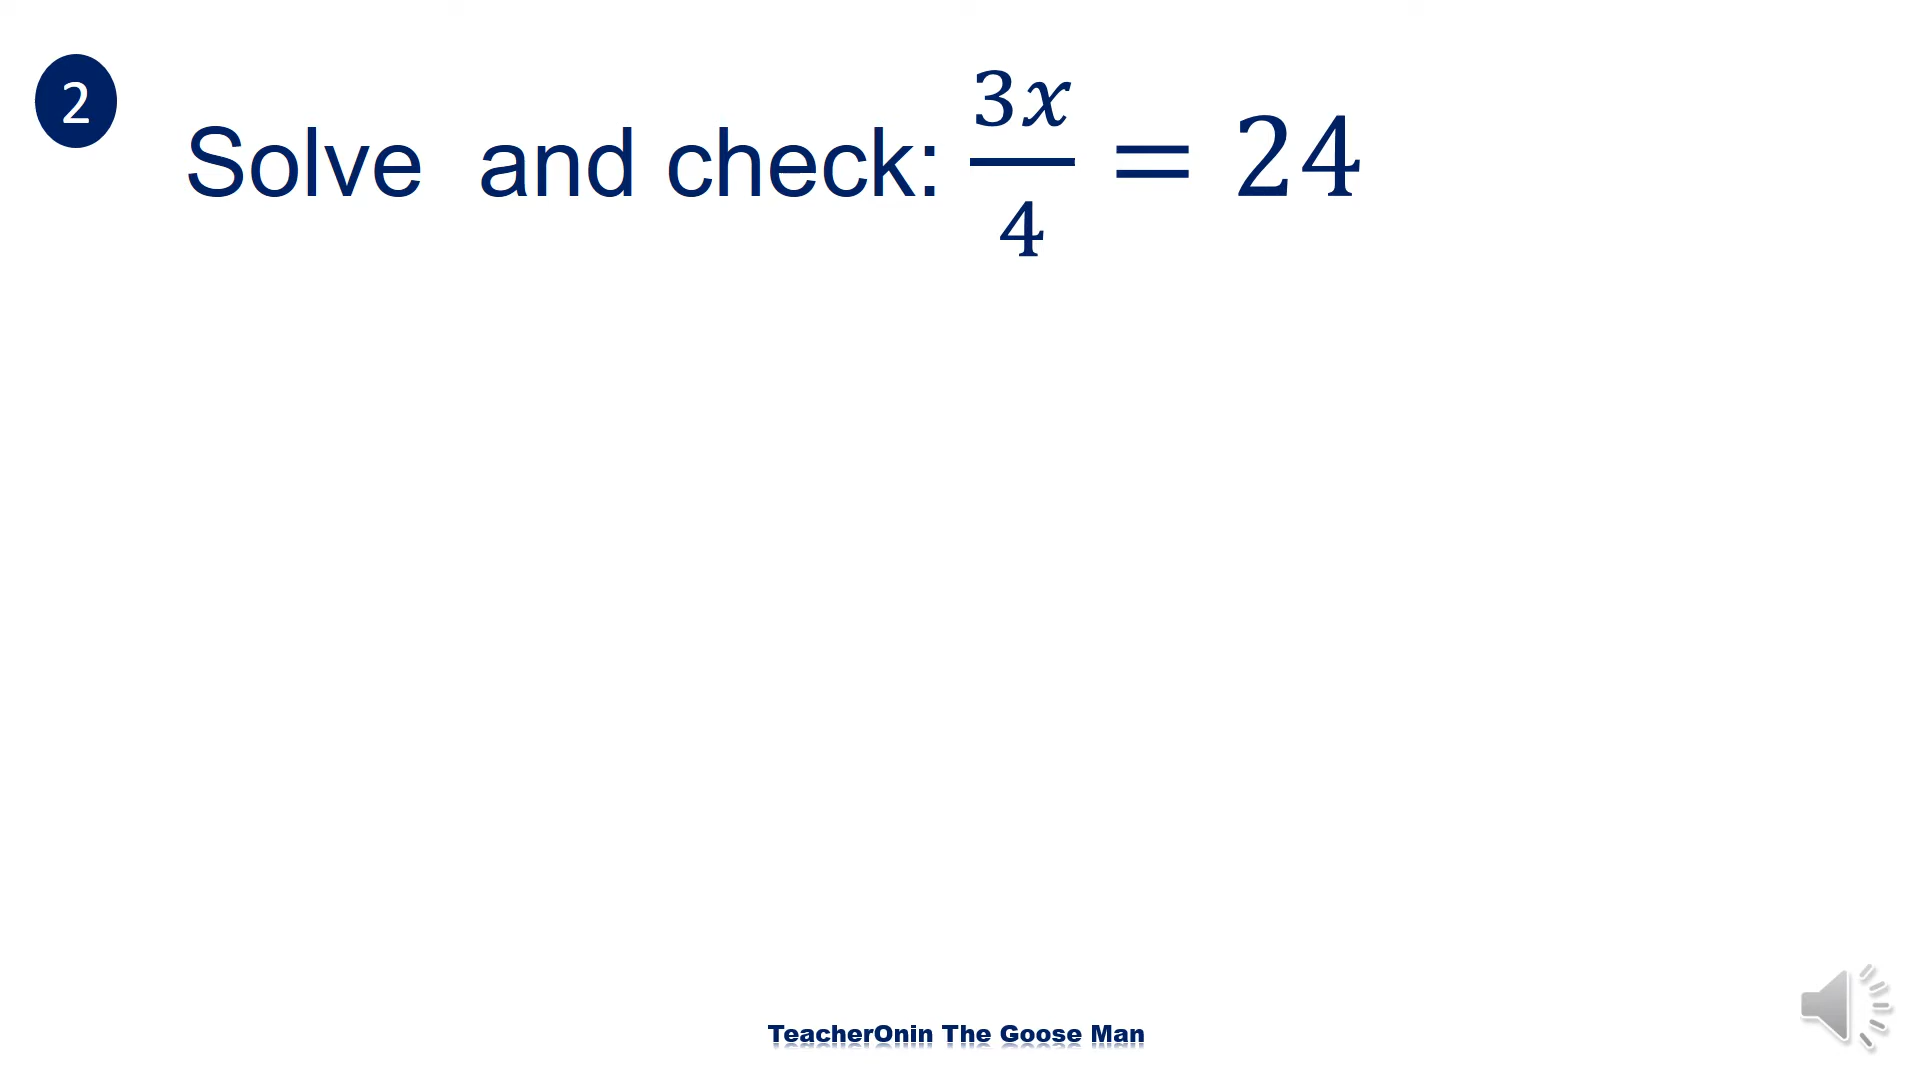 2
Solve  and check: 3x/4 = 24
TeacherOnin The Goose Man